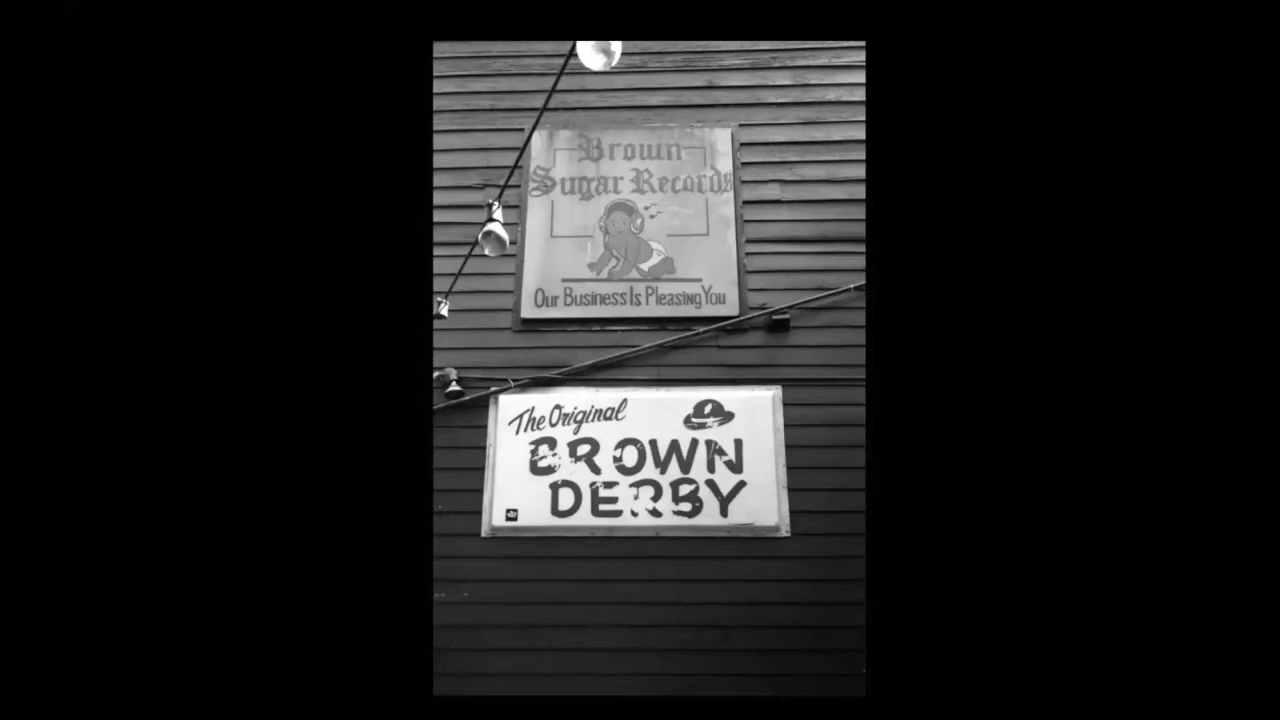 Brown
Sugar Records
Our Business Is Pleasing You
The Original
BROWN
DERBY